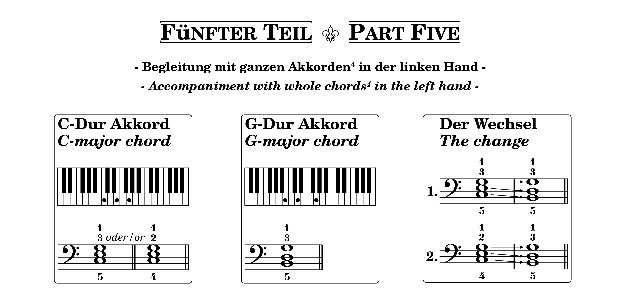 FÜNFTER TEIL ⚜ PART FIVE
- Begleitung mit ganzen Akkorden⁴ in der linken Hand -
- Accompaniment with whole chords⁴ in the left hand -
C-Dur Akkord
C-major chord
1 4
3 oder/or 2
5 4
G-Dur Akkord
G-major chord
1
3
5
Der Wechsel
The change
1 1
3 3
1.
5 5
1 1
2 3
2.
4 5